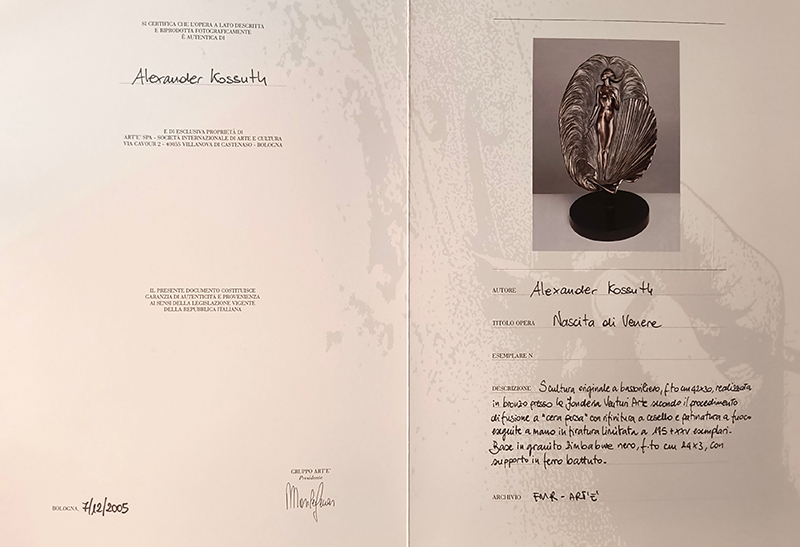 SI CERTIFICA CHE L'OPERA A LATO DESCRITTA
E RIPRODOTTA FOTOGRAFICAMENTE
È AUTENTICA DI
Alexander Kossuth
E DI ESCLUSIVA PROPRIETÀ DI
ART'E' SPA - SOCIETÀ INTERNAZIONALE DI ARTE E CULTURA
VIA CAVOUR 2 - 40055 VILLANOVA DI CASTENASO - BOLOGNA
IL PRESENTE DOCUMENTO COSTITUISCE
GARANZIA DI AUTENTICITÀ E PROVENIENZA
AI SENSI DELLA LEGISLAZIONE VIGENTE
DELLA REPUBBLICA ITALIANA
GRUPPO ART'E'
Presidente
BOLOGNA, 7/12/2005
AUTORE Alexander Kossuth
TITOLO OPERA Nascita di Venere
ESEMPLARE N.
DESCRIZIONE Scultura originale a bassorilievo, f.to cm 42x30, realizzata
in bronzo presso la fonderia Venturi Arte secondo il procedimento
di fusione a "cera persa" con rifinitura a cesello e patinatura a fuoco
eseguite a mano in tiratura limitata a 195+XXV esemplari.
Base in granito Zimbabwe nero, f.to cm 24x3, con
supporto in ferro battuto.
ARCHIVIO FMR - ART'E'